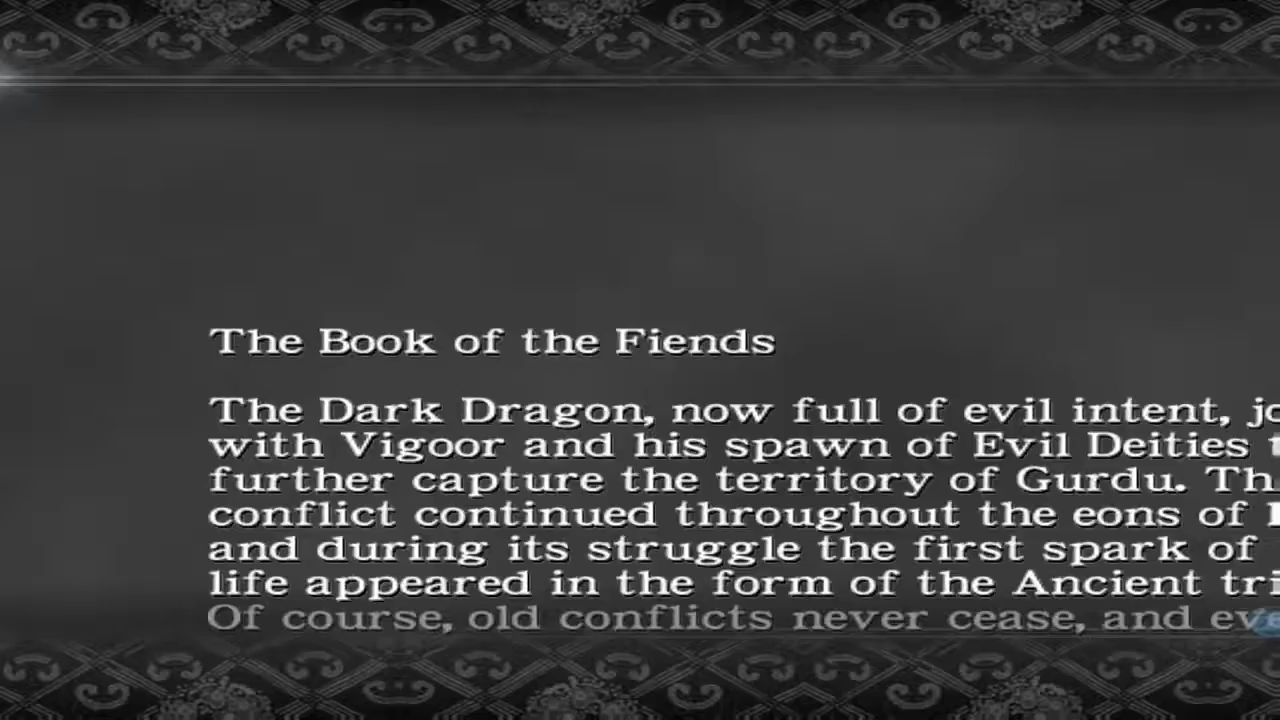 The Book of the Fiends
The Dark Dragon, now full of evil intent,
with Vigoor and his spawn of Evil Deities
further capture the territory of Gurdu.
conflict continued throughout the eons of
and during its struggle the first spark of
life appeared in the form of the Ancient
Of course, old conflicts never cease, and